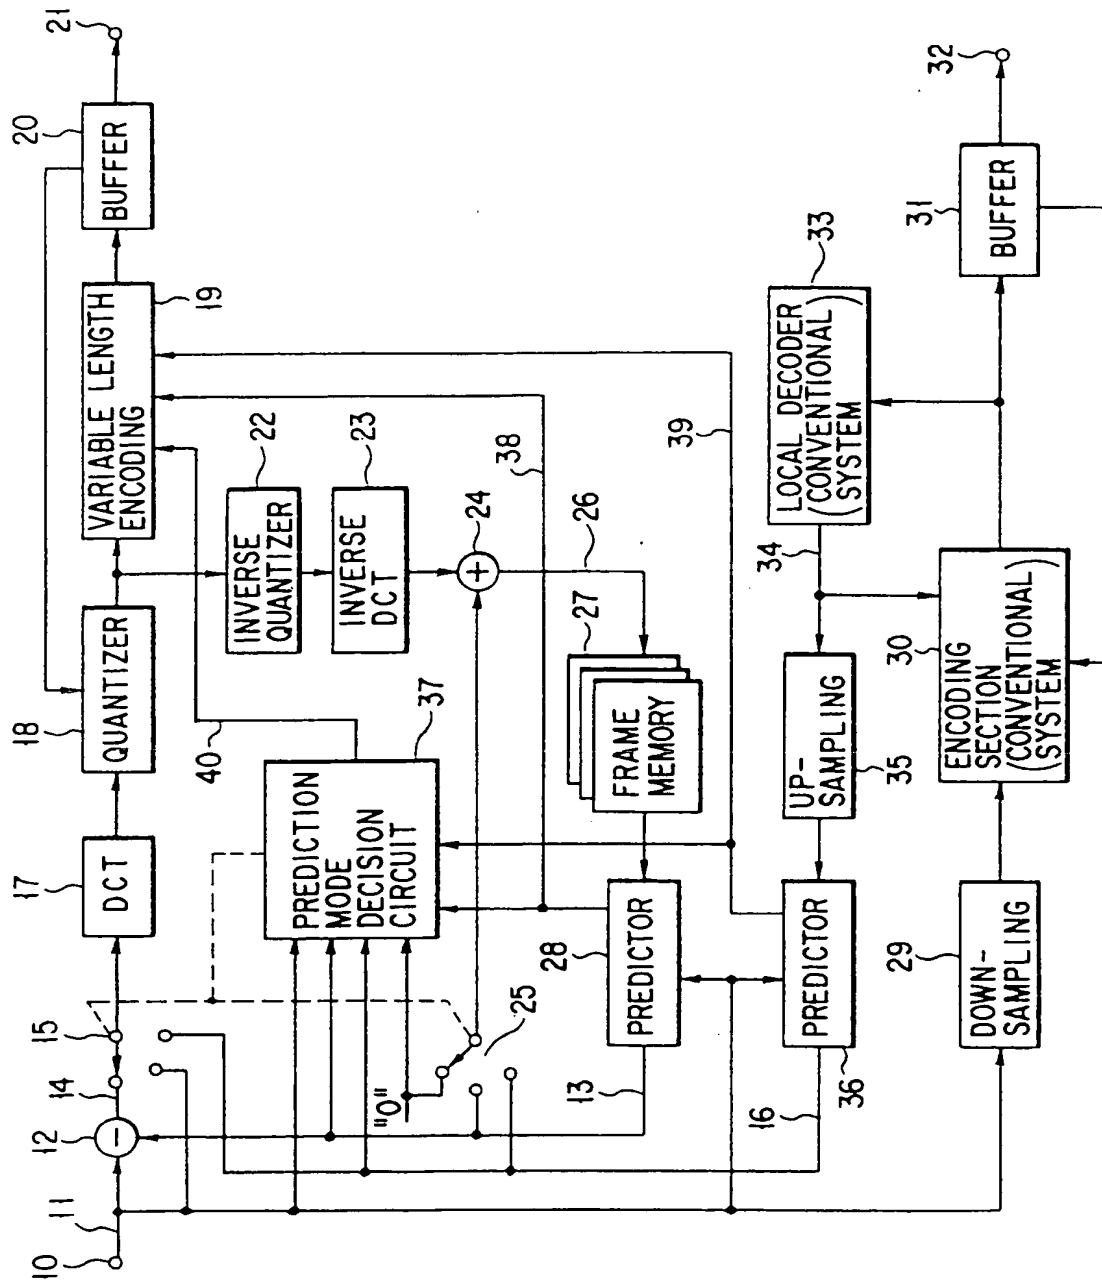 10
11
12
14
15
17
DCT
18
QUANTIZER
VARIABLE LENGTH
ENCODING
19
20
BUFFER
21
40
INVERSE
QUANTIZER
22
INVERSE
DCT
23
24
+
-
26
PREDICTION
MODE
DECISION
CIRCUIT
37
"0"
25
27
FRAME
MEMORY
38
39
13
28
PREDICTOR
16
36
PREDICTOR
UP-
SAMPLING
35
34
LOCAL DECODER
(CONVENTIONAL)
SYSTEM
33
29
DOWN-
SAMPLING
30
ENCODING
SECTION
(CONVENTIONAL)
SYSTEM
31
BUFFER
32